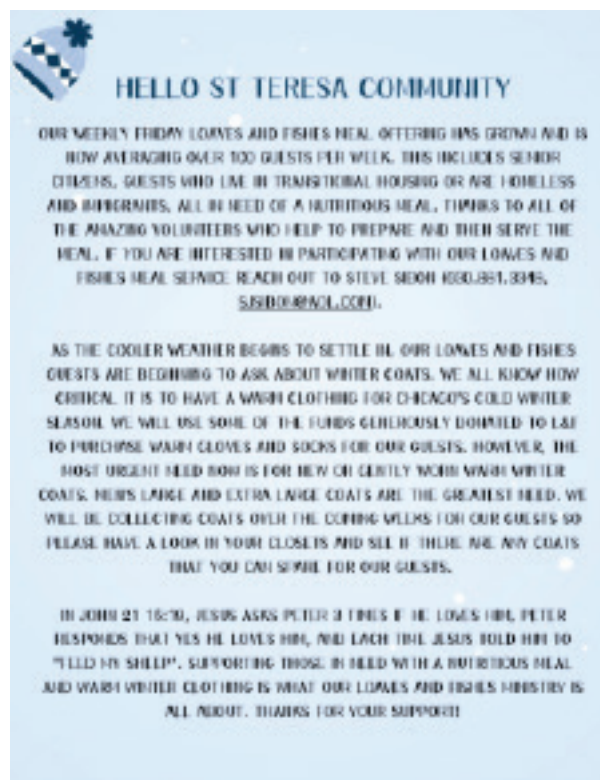 HELLO ST TERESA COMMUNITY
OUR WEEKLY FRIDAY LOAVES AND FISHES MEAL OFFERING HAS GROWN AND IS
NOW AVERAGING OVER 100 GUESTS PER WEEK. THIS INCLUDES SENIOR
CITIZENS, GUESTS WHO LIVE IN TRANSITIONAL HOUSING OR ARE HOMELESS
AND IMMIGRANTS, ALL IN NEED OF A NUTRITIOUS MEAL. THANKS TO ALL OF
THE AMAZING VOLUNTEERS WHO HELP TO PREPARE AND THEN SERVE THE
MEAL. IF YOU ARE INTERESTED IN PARTICIPATING WITH OUR LOAVES AND
FISHES MEAL SERVICE REACH OUT TO STEVE
AS THE COOLER WEATHER BEGINS TO SETTLE IN, OUR LOAVES AND FISHES
GUESTS ARE BEGINNING TO ASK ABOUT WINTER COATS. WE ALL KNOW HOW
CRITICAL IT IS TO HAVE A WARM CLOTHING FOR CHICAGO'S COLD WINTER
SEASON. WE WILL USE SOME OF THE FUNDS GENEROUSLY DONATED TO L&F
TO PURCHASE WARM GLOVES AND SOCKS FOR OUR GUESTS. HOWEVER, THE
MOST URGENT NEED NOW IS FOR NEW OR GENTLY WORN WARM WINTER
COATS. MEN'S LARGE AND EXTRA LARGE COATS ARE THE GREATEST NEED. WE
WILL BE COLLECTING COATS OVER THE COMING WEEKS FOR OUR GUESTS SO
PLEASE HAVE A LOOK IN YOUR CLOSETS AND SEE IF THERE ARE ANY COATS
THAT YOU CAN SPARE FOR OUR GUESTS.
IN JOHN 21 JESUS ASKS PETER 3 TIMES IF HE LOVES HIM, PETER
RESPONDS THAT YES HE LOVES HIM, AND EACH TIME JESUS TOLD HIM TO
"FEED MY SHEEP". SUPPORTING THOSE IN NEED WITH A NUTRITIOUS MEAL
AND WARM WINTER CLOTHING IS WHAT OUR LOAVES AND FISHES MINISTRY IS
ALL ABOUT. THANKS FOR YOUR SUPPORT!